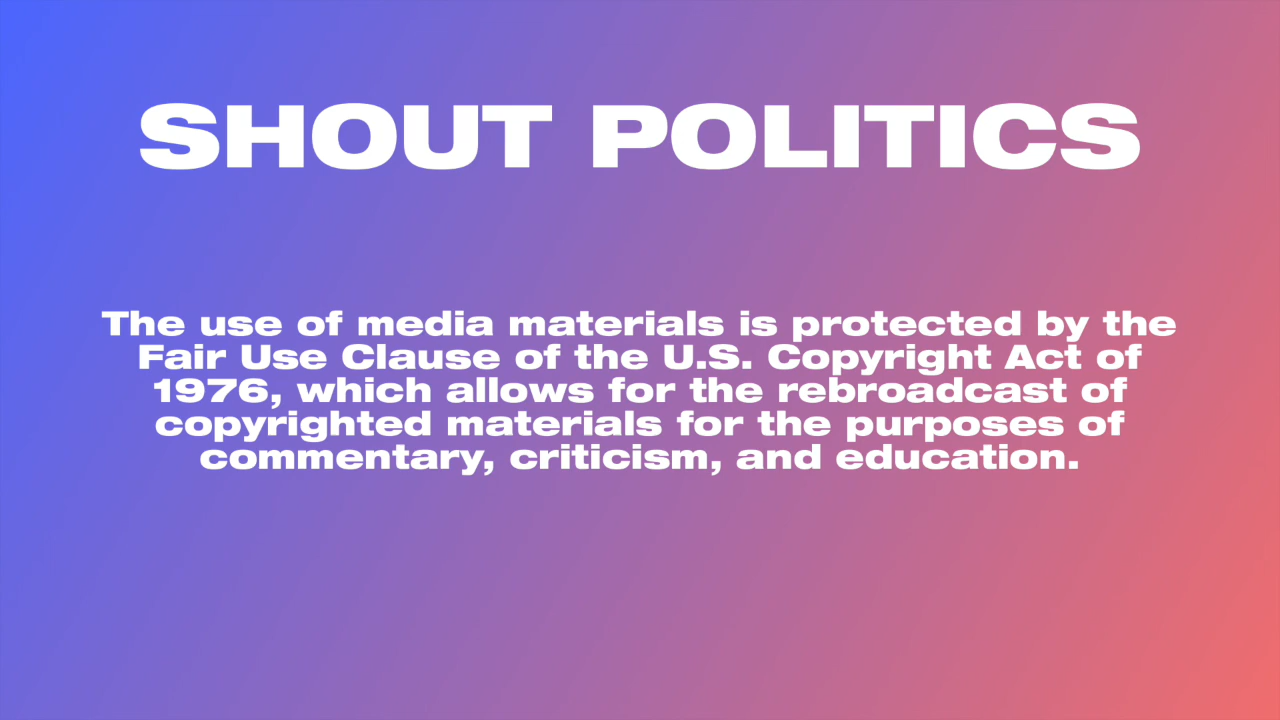 SHOUT POLITICS
The use of media materials is protected by the
Fair Use Clause of the U.S. Copyright Act of
1976, which allows for the rebroadcast of
copyrighted materials for the purposes of
commentary, criticism, and education.